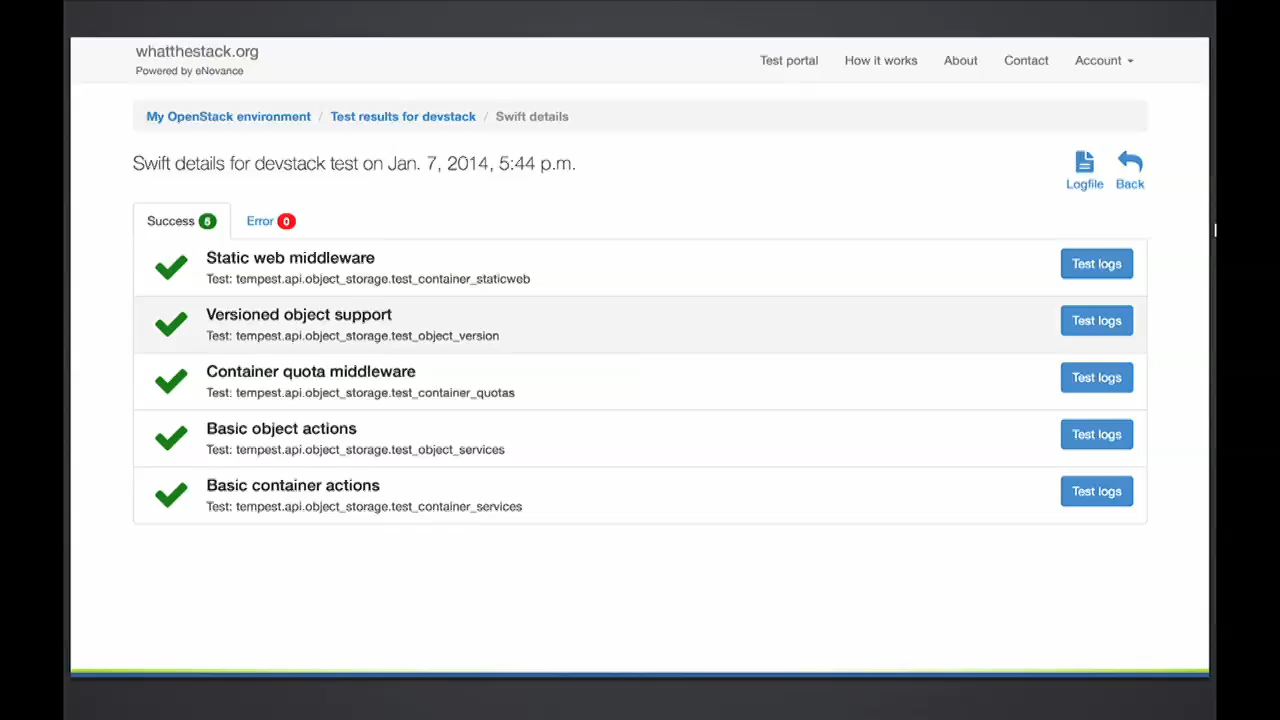 whatthestack.org
Powered by eNovance
Test portal How it works About Contact Account
My OpenStack environment / Test results for devstack / Swift details
Swift details for devstack test on Jan. 7, 2014, 5:44 p.m.
Logfile Back
Success 5 Error 0
Static web middleware
Test: tempest.api.object_storage.test_container_staticweb
Test logs
Versioned object support
Test: tempest.api.object_storage.test_object_version
Test logs
Container quota middleware
Test: tempest.api.object_storage.test_container_quotas
Test logs
Basic object actions
Test: tempest.api.object_storage.test_object_services
Test logs
Basic container actions
Test: tempest.api.object_storage.test_container_services
Test logs